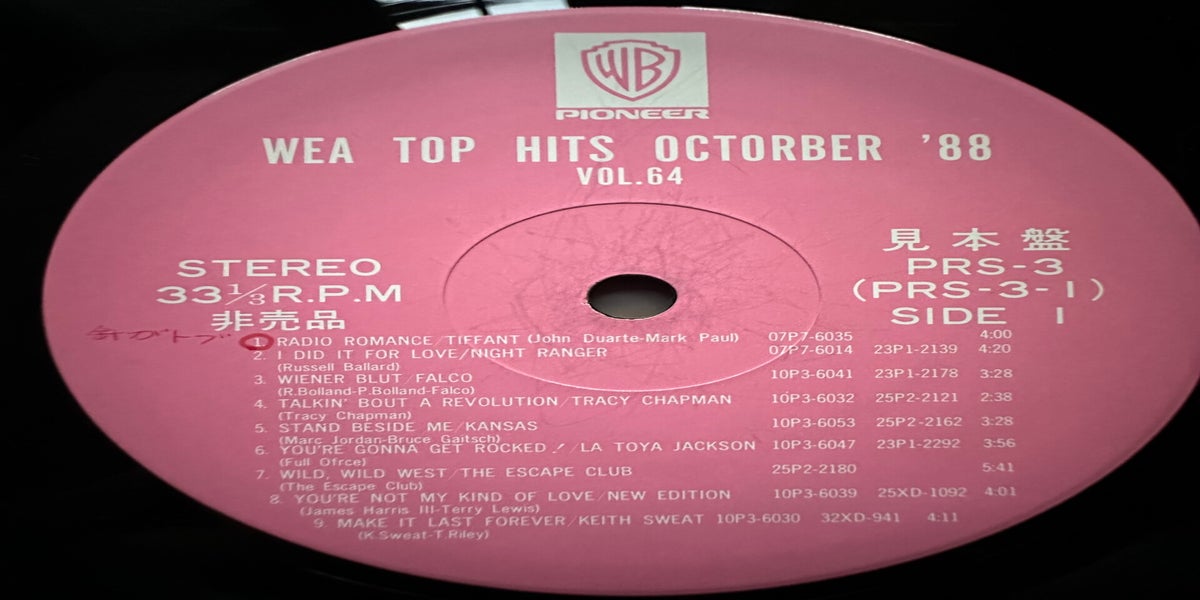 WB
PIONEER
WEA TOP HITS OCTORBER '88
VOL.64
STEREO
33 1/3 R.P.M
非売品
見本盤
PRS-3
(PRS-3-1)
SIDE 1
針がトブ
1. RADIO ROMANCE/TIFFANT (John Duarte-Mark Paul) 07P7-6035 4:00
2. I DID IT FOR LOVE/NIGHT RANGER 07P7-6014 23P1-2139 4:20
(Russell Ballard)
3. WIENER BLUT/FALCO 10P3-6041 23P1-2178 3:28
(R.Bolland-P.Bolland-Falco)
4. TALKIN' BOUT A REVOLUTION/TRACY CHAPMAN 10P3-6032 25P2-2121 2:38
(Tracy Chapman)
5. STAND BESIDE ME/KANSAS 10P3-6053 25P2-2162 3:28
(Marc Jordan-Bruce Gaitsch)
6. YOU'RE GONNA GET ROCKED!/LA TOYA JACKSON 10P3-6047 23P1-2292 3:56
(Full Ofrce)
7. WILD, WILD WEST/THE ESCAPE CLUB 25P2-2180 5:41
(The Escape Club)
8. YOU'RE NOT MY KIND OF LOVE/NEW EDITION 10P3-6039 25XD-1092 4:01
(James Harris III-Terry Lewis)
9. MAKE IT LAST FOREVER/KEITH SWEAT 10P3-6030 32XD-941 4:11
(K.Sweat-T.Riley)